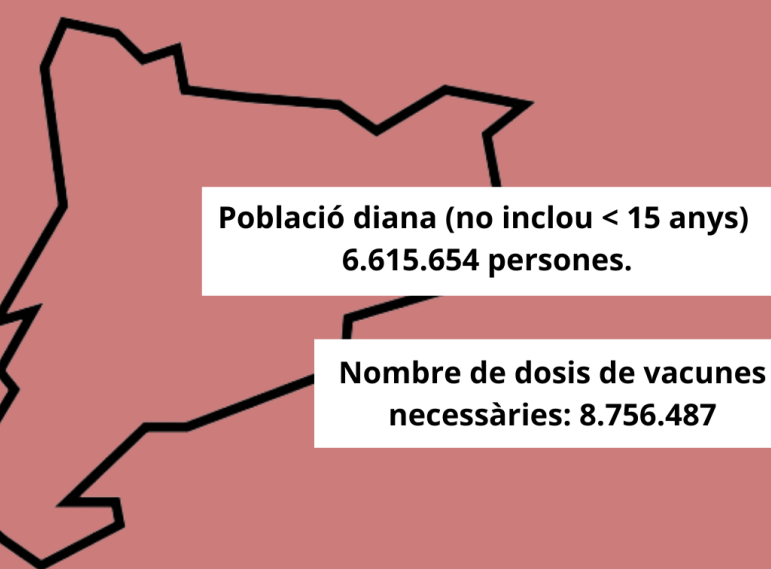 Població diana (no inclou < 15 anys)
6.615.654 persones.
Nombre de dosis de vacunes
necessàries: 8.756.487